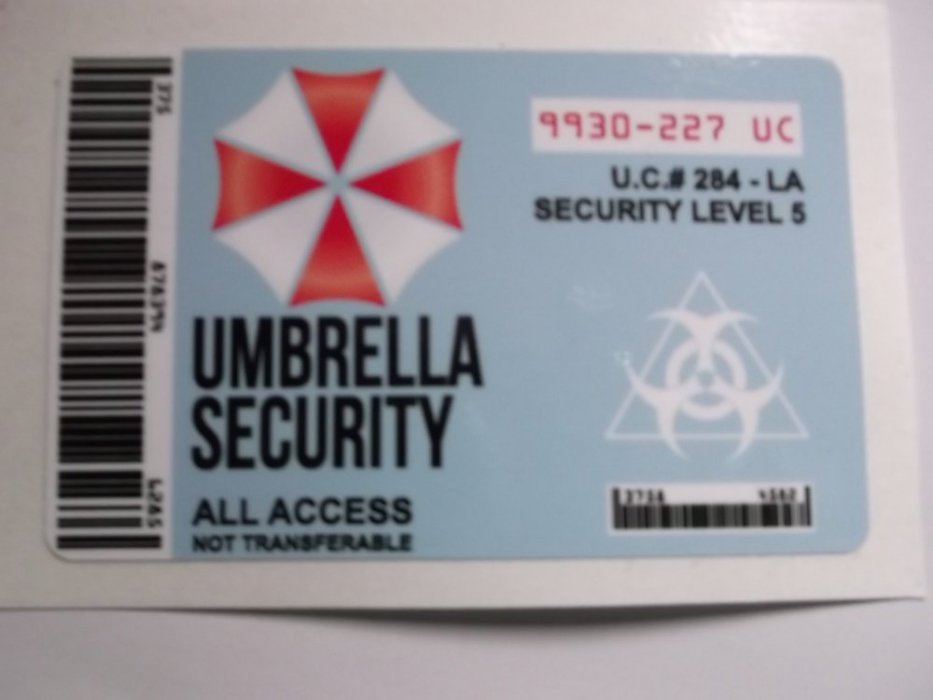 9930-227 UC
U.C.# 284 - LA
SECURITY LEVEL 5
UMBRELLA
SECURITY
ALL ACCESS
NOT TRANSFERABLE